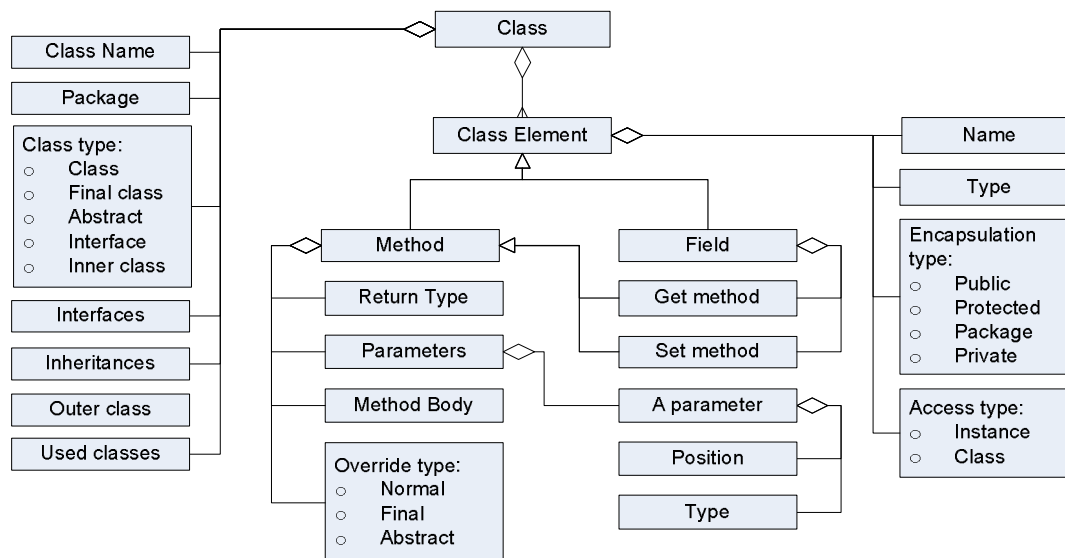 Class
Class Name
Package
Class type:
○ Class
○ Final class
○ Abstract
○ Interface
○ Inner class
Interfaces
Inheritances
Outer class
Used classes
Class Element
Method
Return Type
Parameters
Method Body
Override type:
○ Normal
○ Final
○ Abstract
Field
Get method
Set method
A parameter
Position
Type
Name
Type
Encapsulation
type:
○ Public
○ Protected
○ Package
○ Private
Access type:
○ Instance
○ Class